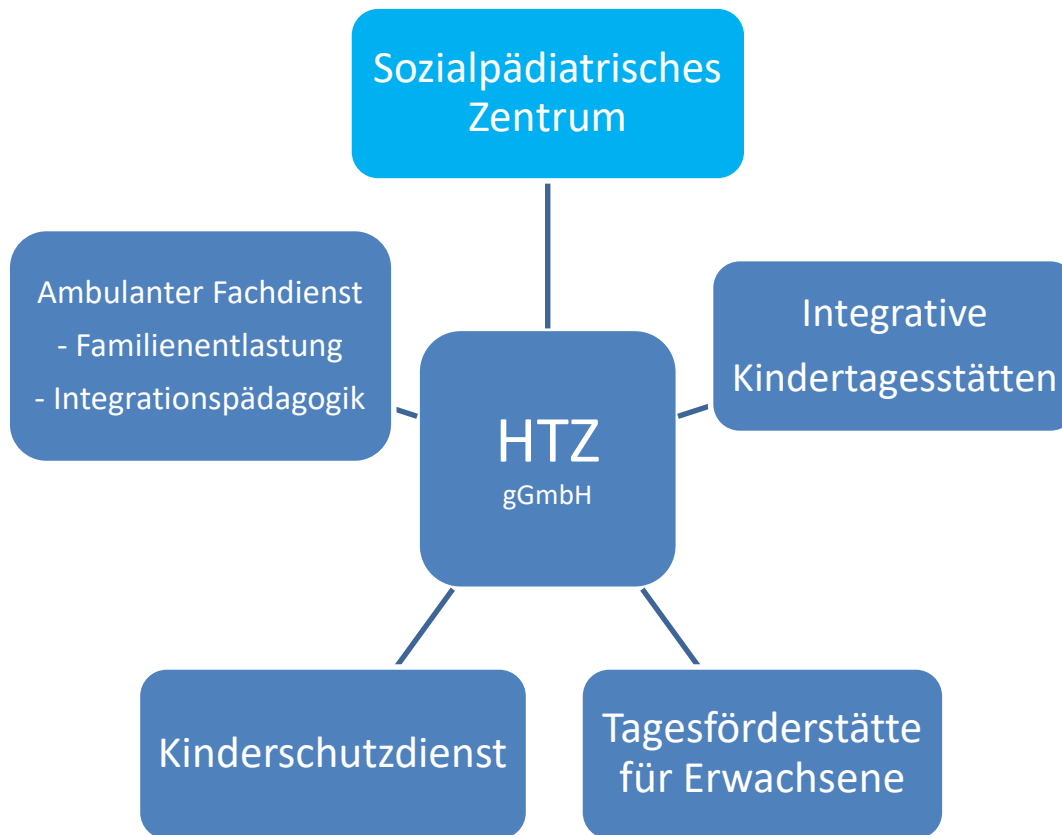 Sozialpädiatrisches
Zentrum
Ambulanter Fachdienst
- Familienentlastung
- Integrationspädagogik
Integrative
Kindertagesstätten
HTZ
gGmbH
Kinderschutzdienst
Tagesförderstätte
für Erwachsene